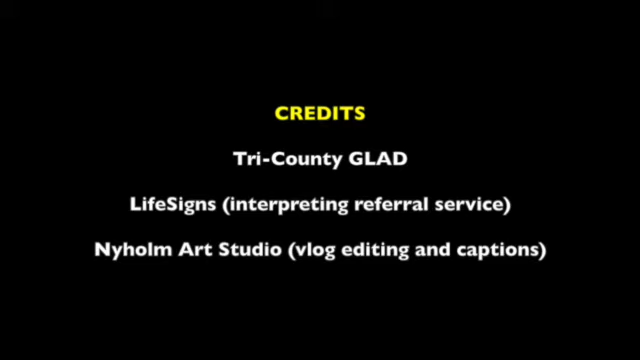 CREDITS
Tri-County GLAD
LifeSigns (interpreting referral service)
Nyholm Art Studio (vlog editing and captions)